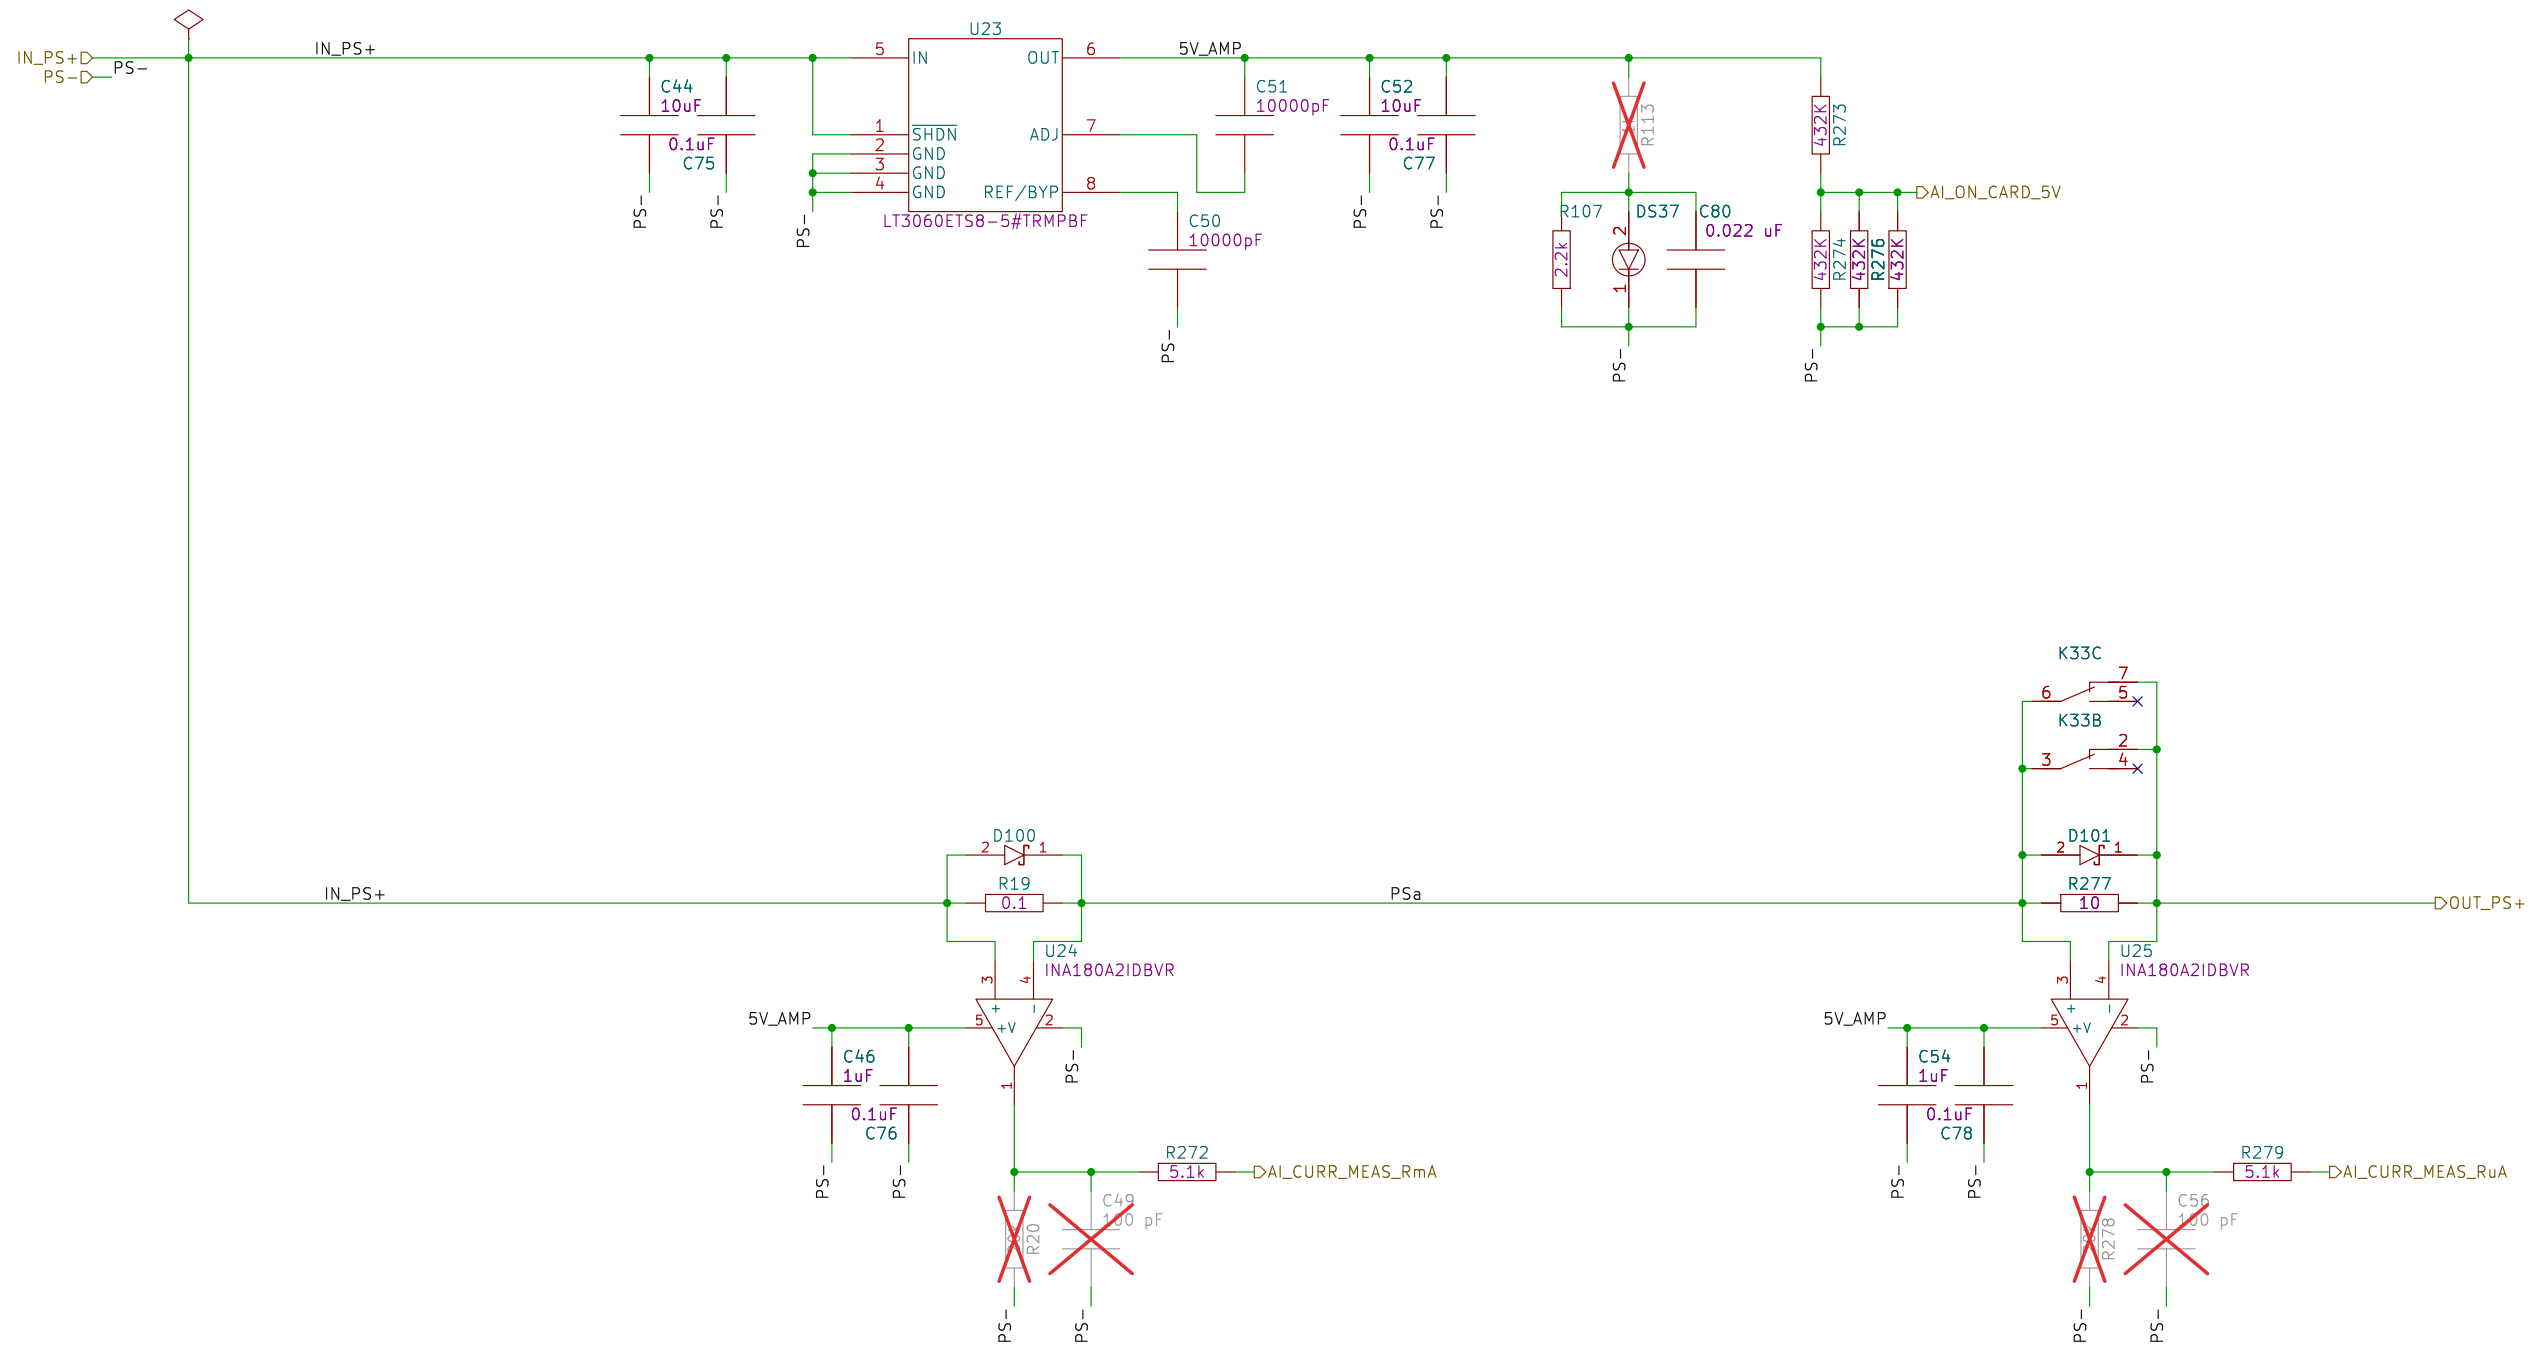 IN_PS+
PS-
PS-
IN_PS+
C44
10uF
0.1uF
C75
PS-
PS-
PS-
U23
5
IN
1
SHDN
2
GND
3
GND
4
GND
OUT
6
ADJ
7
REF/BYP
8
LT3060ETS8-5#TRMPBF
5V_AMP
C51
10000pF
C50
10000pF
PS-
C52
10uF
0.1uF
C77
PS-
PS-
R113
R107
2.2k
DS37
2
1
C80
0.022 uF
PS-
432K
R273
AI_ON_CARD_5V
432K
R274
432K
R276
432K
PS-
IN_PS+
D100
2
1
R19
0.1
PSa
U24
INA180A2IDBVR
3
4
+
-
5
+V
2
1
PS-
5V_AMP
C46
1uF
0.1uF
C76
PS-
PS-
R272
5.1k
AI_CURR_MEAS_RmA
R20
C49
100 pF
PS-
PS-
K33C
6
7
5
K33B
3
2
4
D101
2
1
R277
10
OUT_PS+
U25
INA180A2IDBVR
3
4
+
-
5
+V
2
1
PS-
5V_AMP
C54
1uF
0.1uF
C78
PS-
PS-
R279
5.1k
AI_CURR_MEAS_RuA
R278
C56
100 pF
PS-
PS-